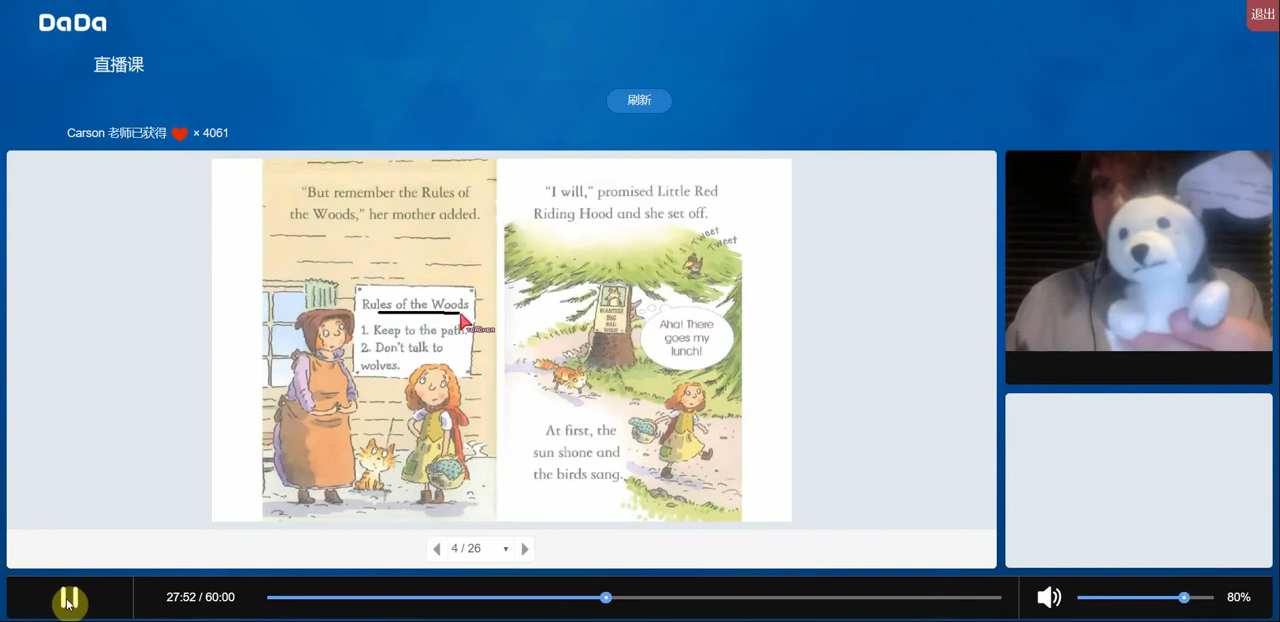 DaDa
退出
直播课
刷新
Carson 老师已获得 × 4061
“But remember the Rules of
the Woods,” her mother added.
Rules of the Woods
1. Keep to the path.
2. Don't talk to
wolves.
“I will,” promised Little Red
Riding Hood and she set off.
Tweet
Tweet
BIG
BAD
Aha! There
goes my
lunch!
At first, the
sun shone and
the birds sang.
4 / 26
27:52 / 60:00
80%